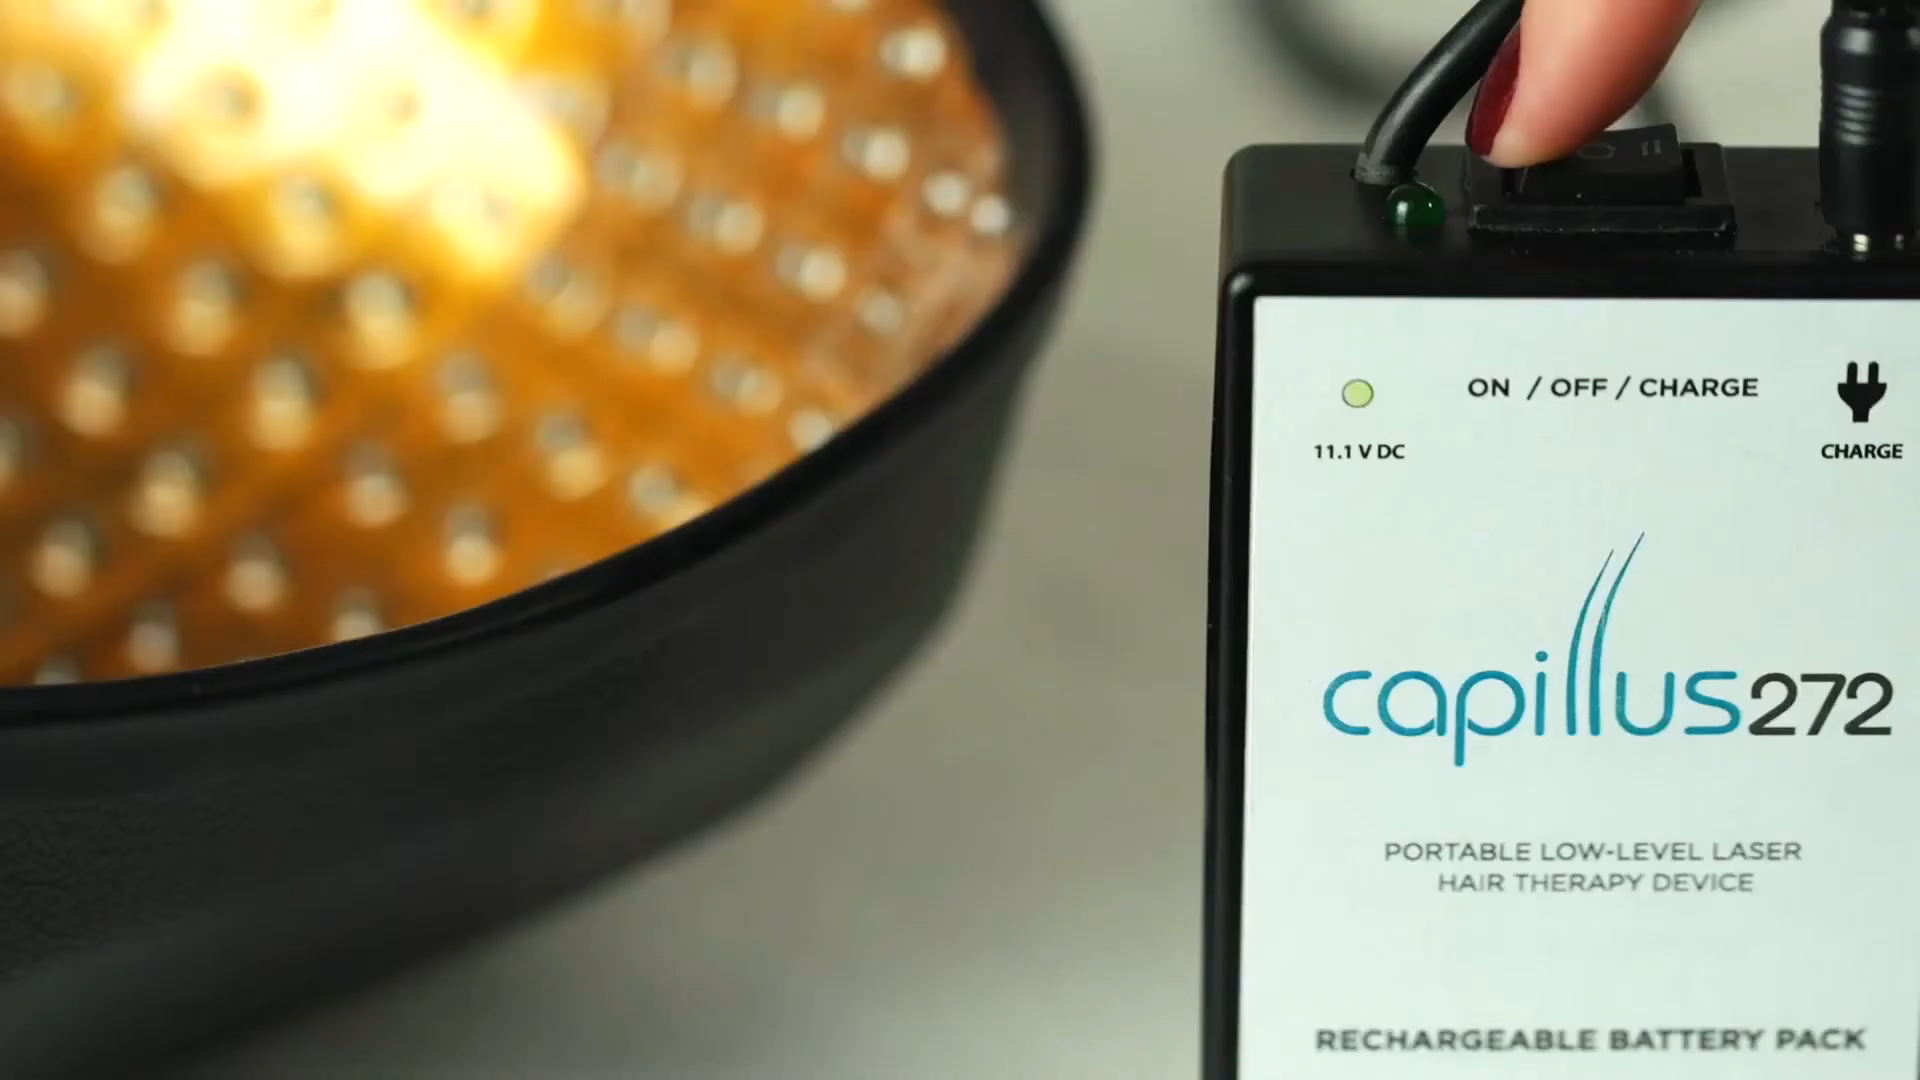 ON / OFF / CHARGE
11.1 V DC
CHARGE
capillus272
PORTABLE LOW-LEVEL LASER
HAIR THERAPY DEVICE
RECHARGEABLE BATTERY PACK